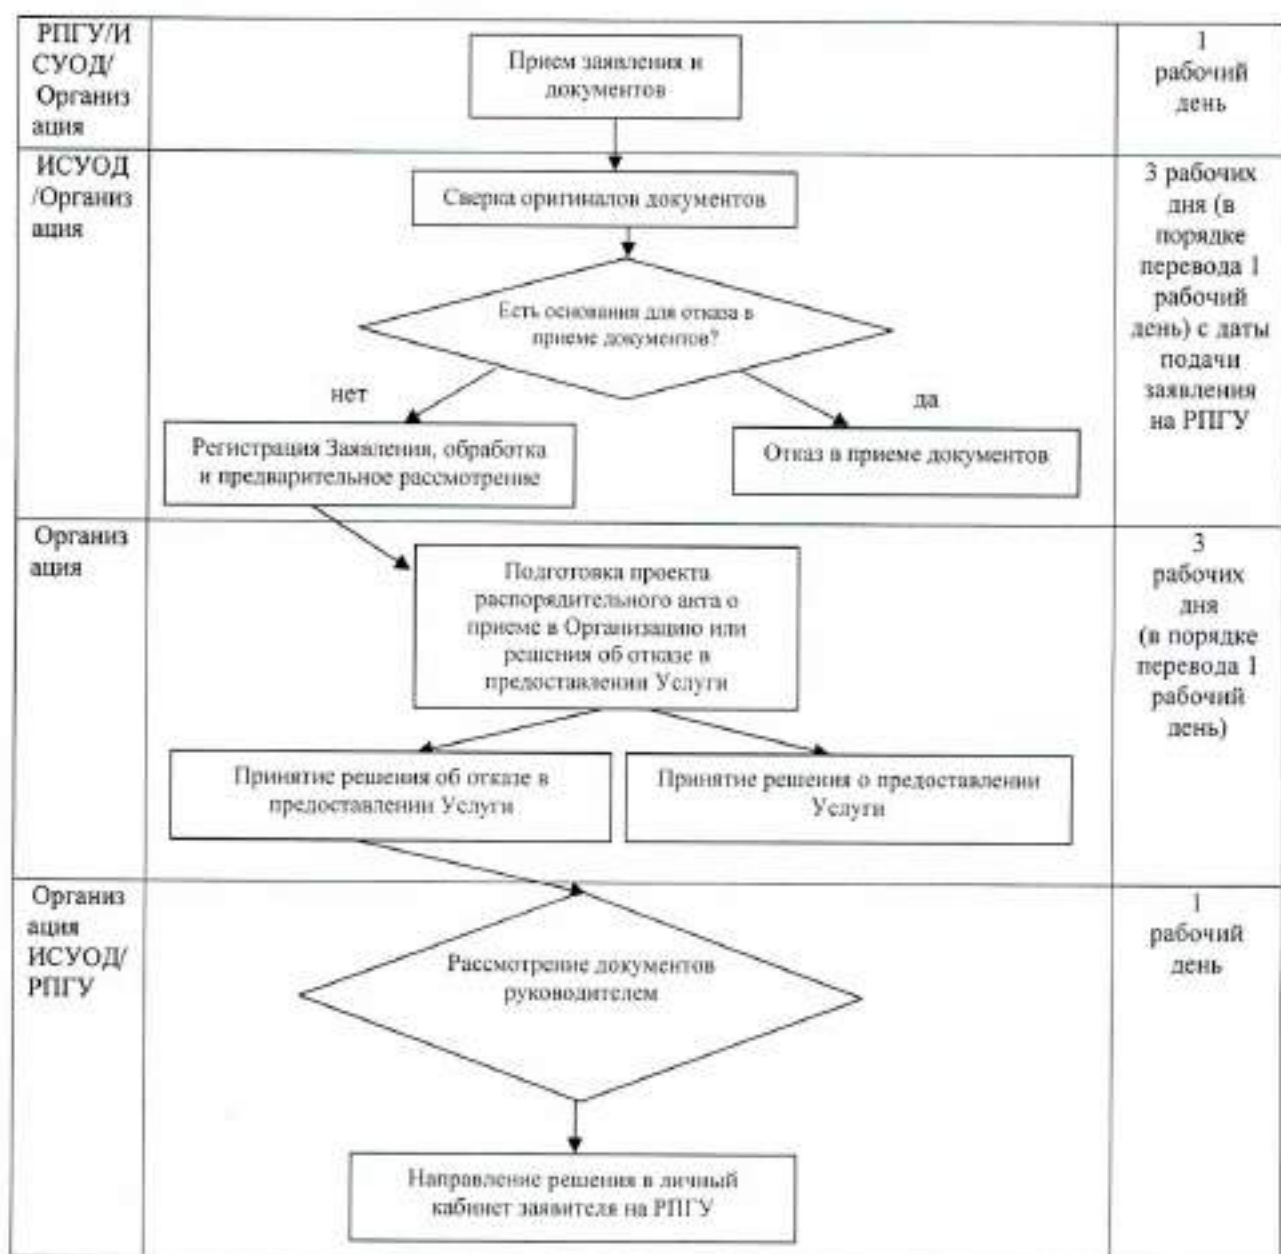 РПГУ/И
СУОД/
Организ
ация
Прием заявления и
документов
1
рабочий
день
ИСУОД
/Организ
ация
Сверка оригиналов документов
Есть основания для отказа в
приеме документов?
нет
да
Регистрация Заявления, обработка
и предварительное рассмотрение
Отказ в приеме документов
3 рабочих
дня (в
порядке
перевода 1
рабочий
день) с даты
подачи
заявления
на РПГУ
Организ
ация
Подготовка проекта
распорядительного акта о
приеме в Организацию или
решения об отказе в
предоставлении Услуги
Принятие решения об отказе в
предоставлении Услуги
Принятие решения о предоставлении
Услуги
3
рабочих
дня
(в порядке
перевода 1
рабочий
день)
Организ
ация
ИСУОД/
РПГУ
Рассмотрение документов
руководителем
Направление решения в личный
кабинет заявителя на РПГУ
1
рабочий
день